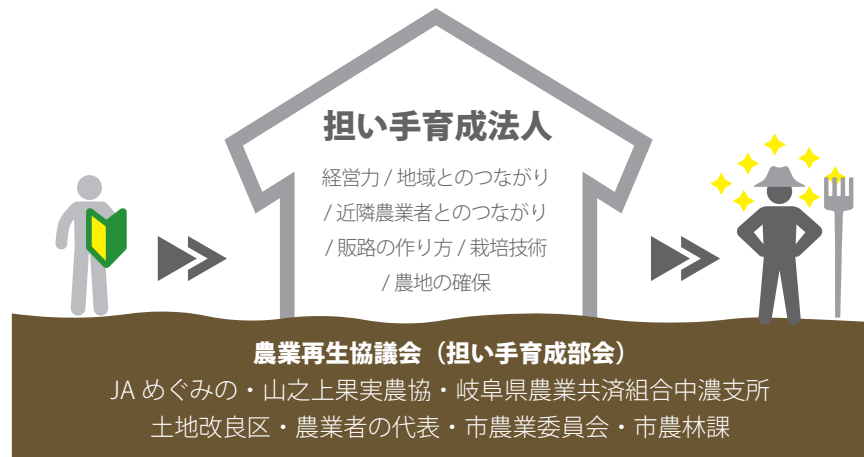 担い手育成法人
経営力 / 地域とのつながり
/ 近隣農業者とのつながり
/ 販路の作り方 / 栽培技術
/ 農地の確保
農業再生協議会（担い手育成部会）
JA めぐみの・山之上果実農協・岐阜県農業共済組合中濃支所
土地改良区・農業者の代表・市農業委員会・市農林課